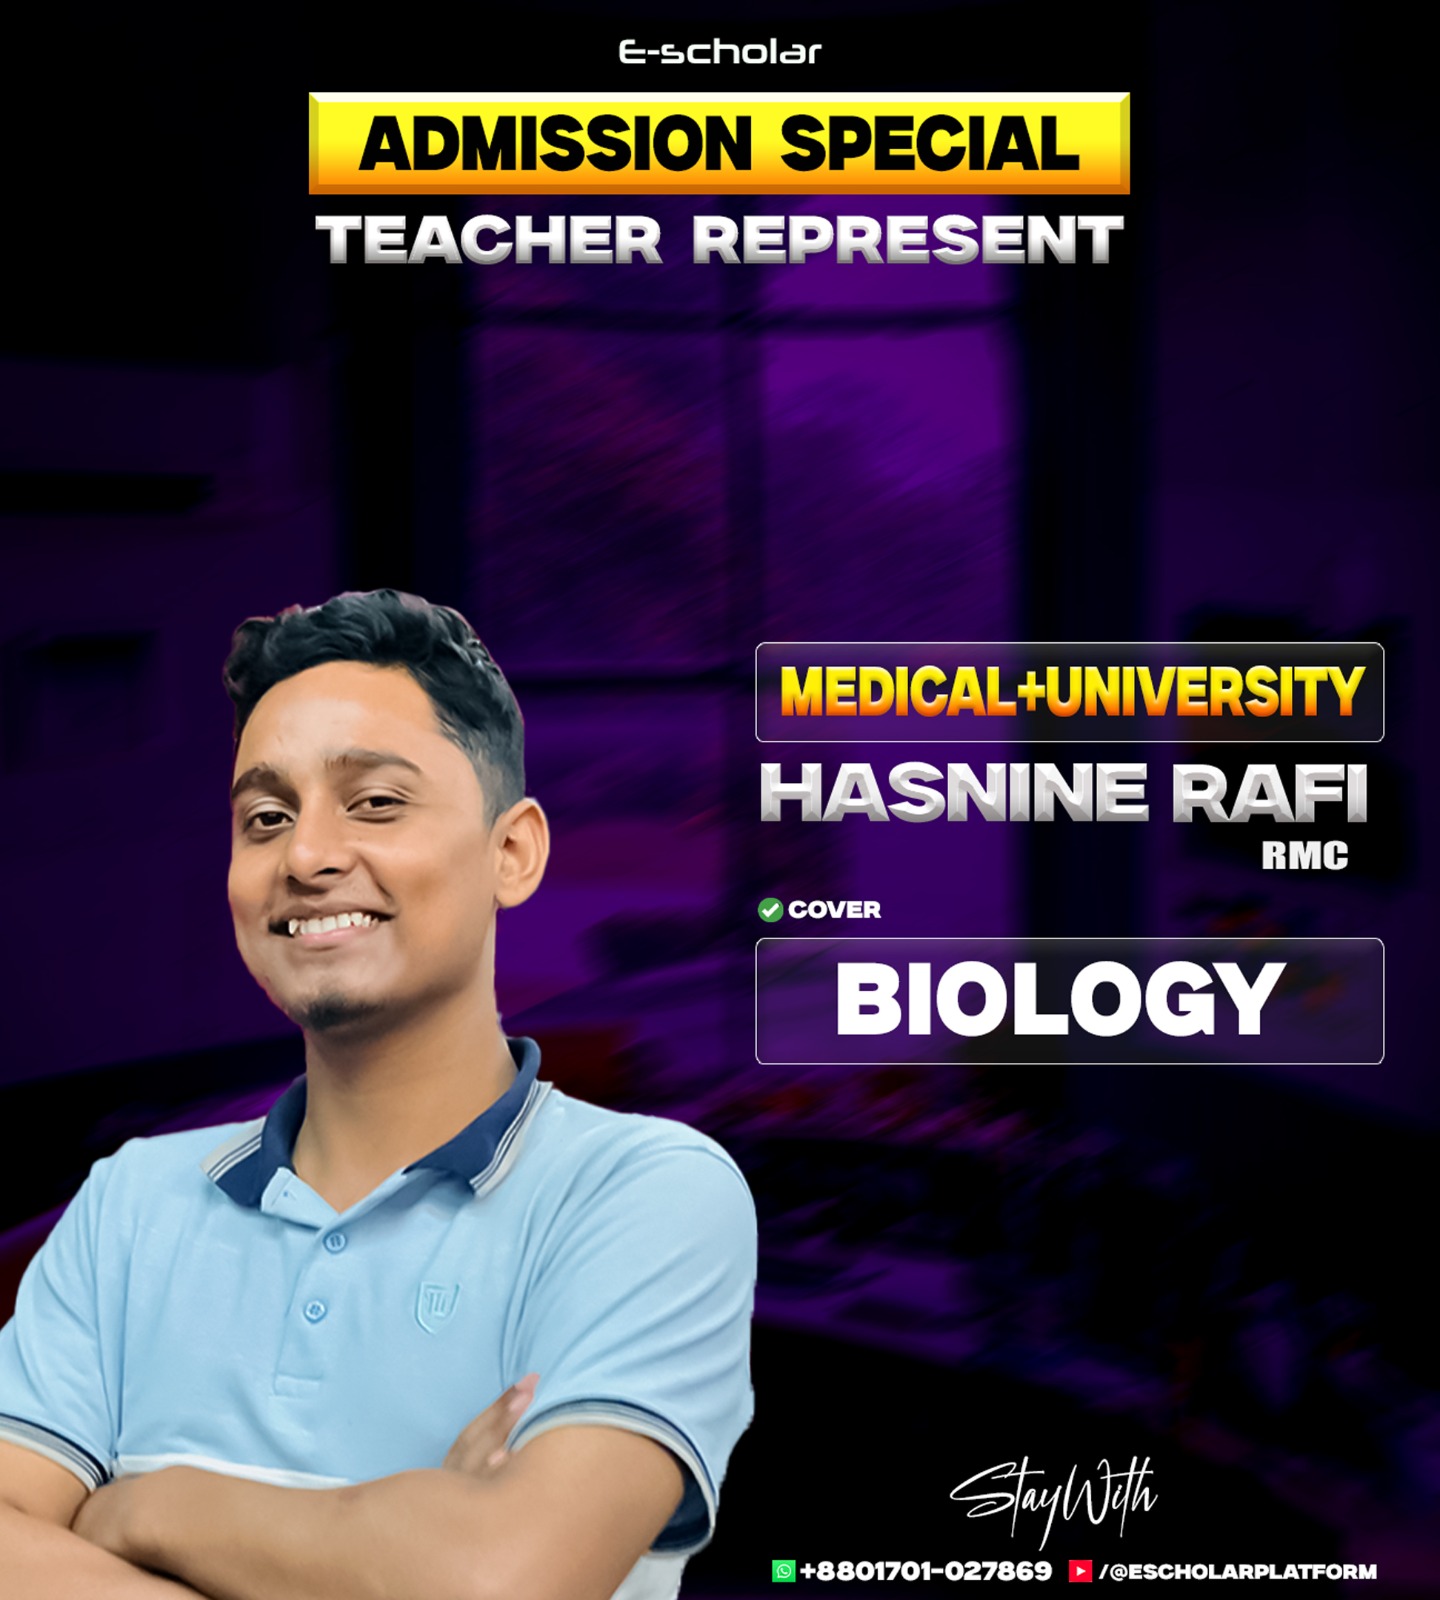 E-scholar
ADMISSION SPECIAL
TEACHER REPRESENT
MEDICAL+UNIVERSITY
HASNINE RAFI
RMC
COVER
BIOLOGY
StayWith
+8801701-027869 /@ESCHOLARPLATFORM